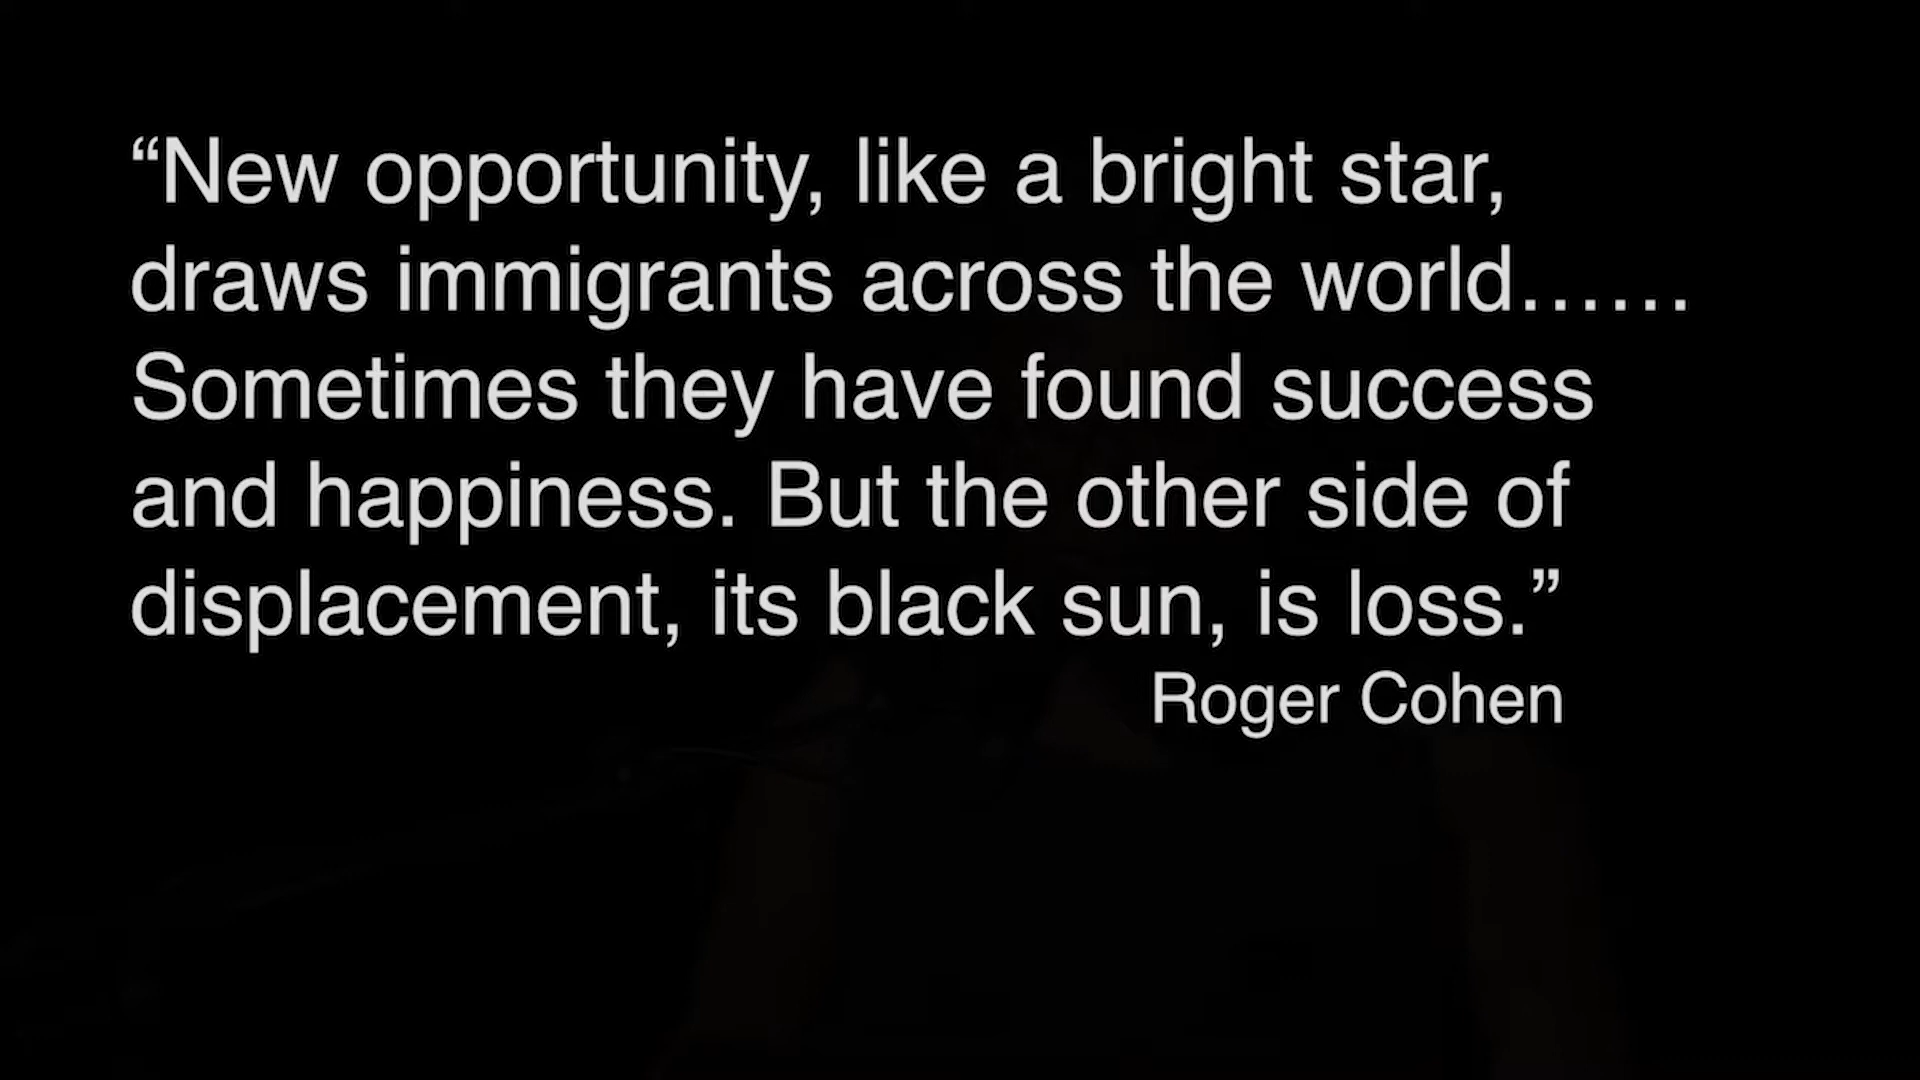 “New opportunity, like a bright star,
draws immigrants across the world……
Sometimes they have found success
and happiness. But the other side of
displacement, its black sun, is loss.”
Roger Cohen